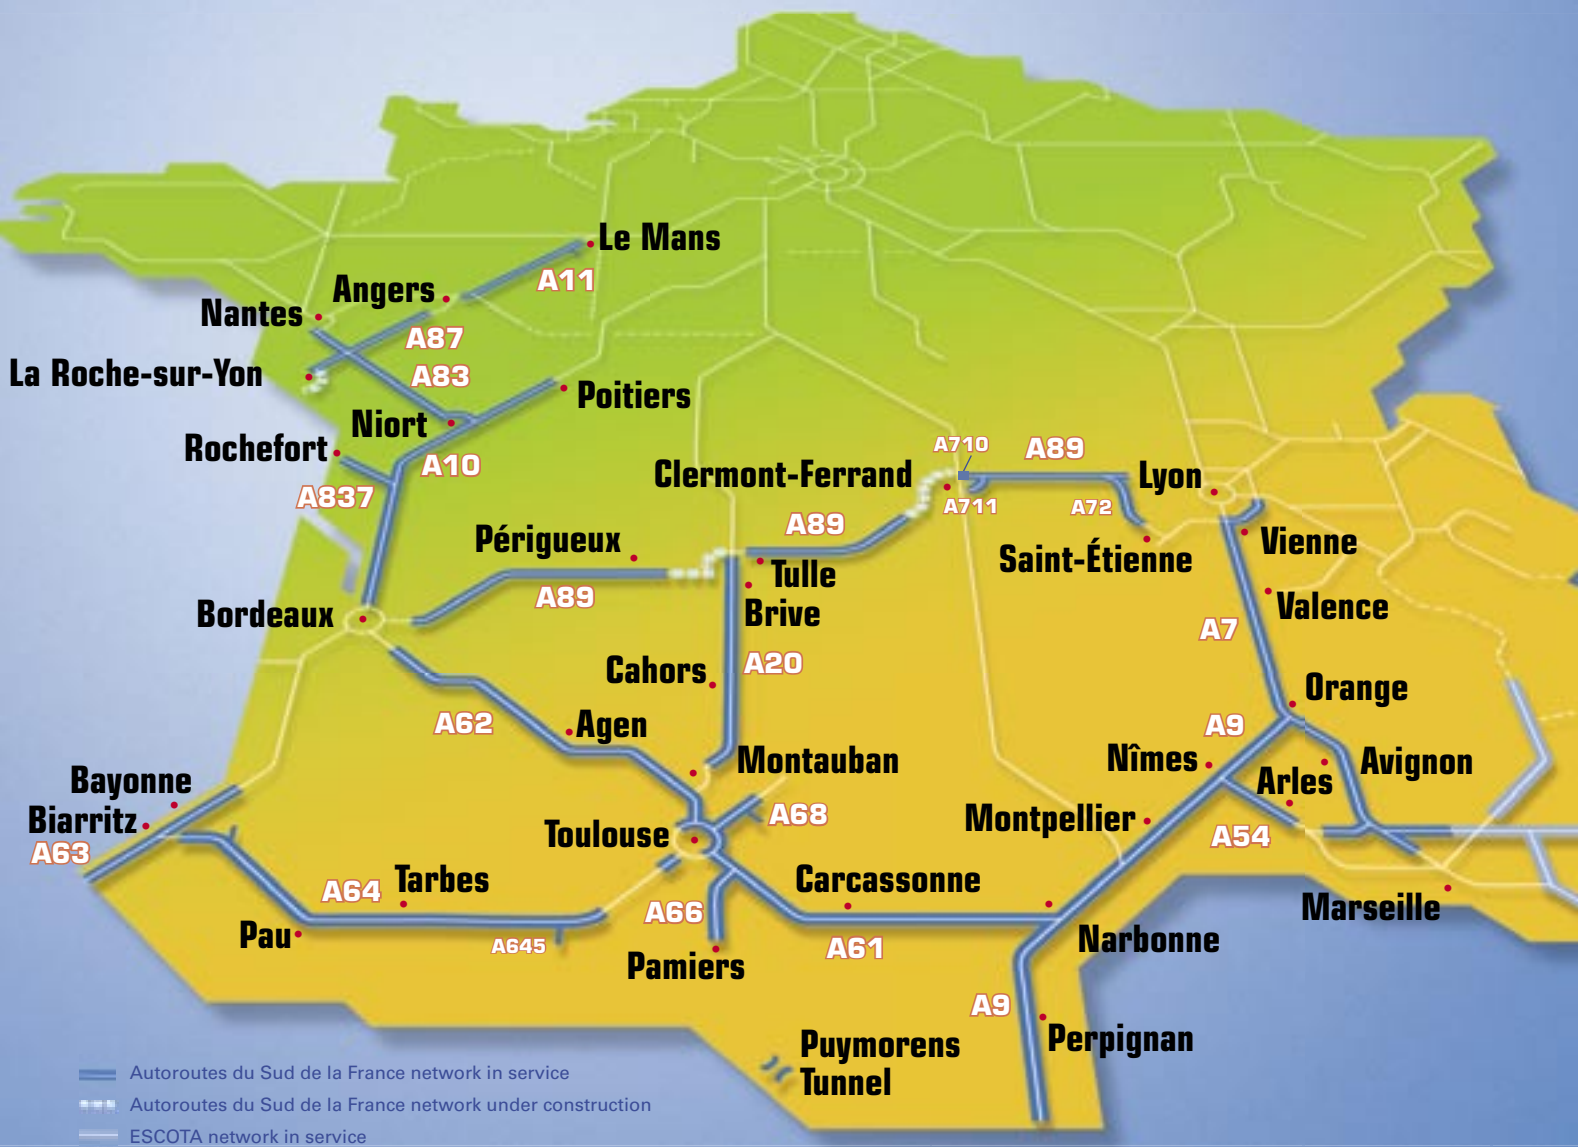 Le Mans
A11
Angers
Nantes
A87
La Roche-sur-Yon
A83
Poitiers
Niort
Rochefort
A10
A837
A710
A89
Clermont-Ferrand
Lyon
A711
A72
A89
Périgueux
Saint-Étienne
Vienne
Tulle
A89
Brive
Valence
Bordeaux
A7
Cahors
A20
Orange
A62
Agen
A9
Montauban
Nîmes
Avignon
Arles
Bayonne
Biarritz
A63
A68
Montpellier
Toulouse
A54
A64
Tarbes
Carcassonne
Marseille
A66
Pau
A645
A61
Narbonne
Pamiers
A9
Perpignan
Puymorens
Tunnel
Autoroutes du Sud de la France network in service
Autoroutes du Sud de la France network under construction
ESCOTA network in service